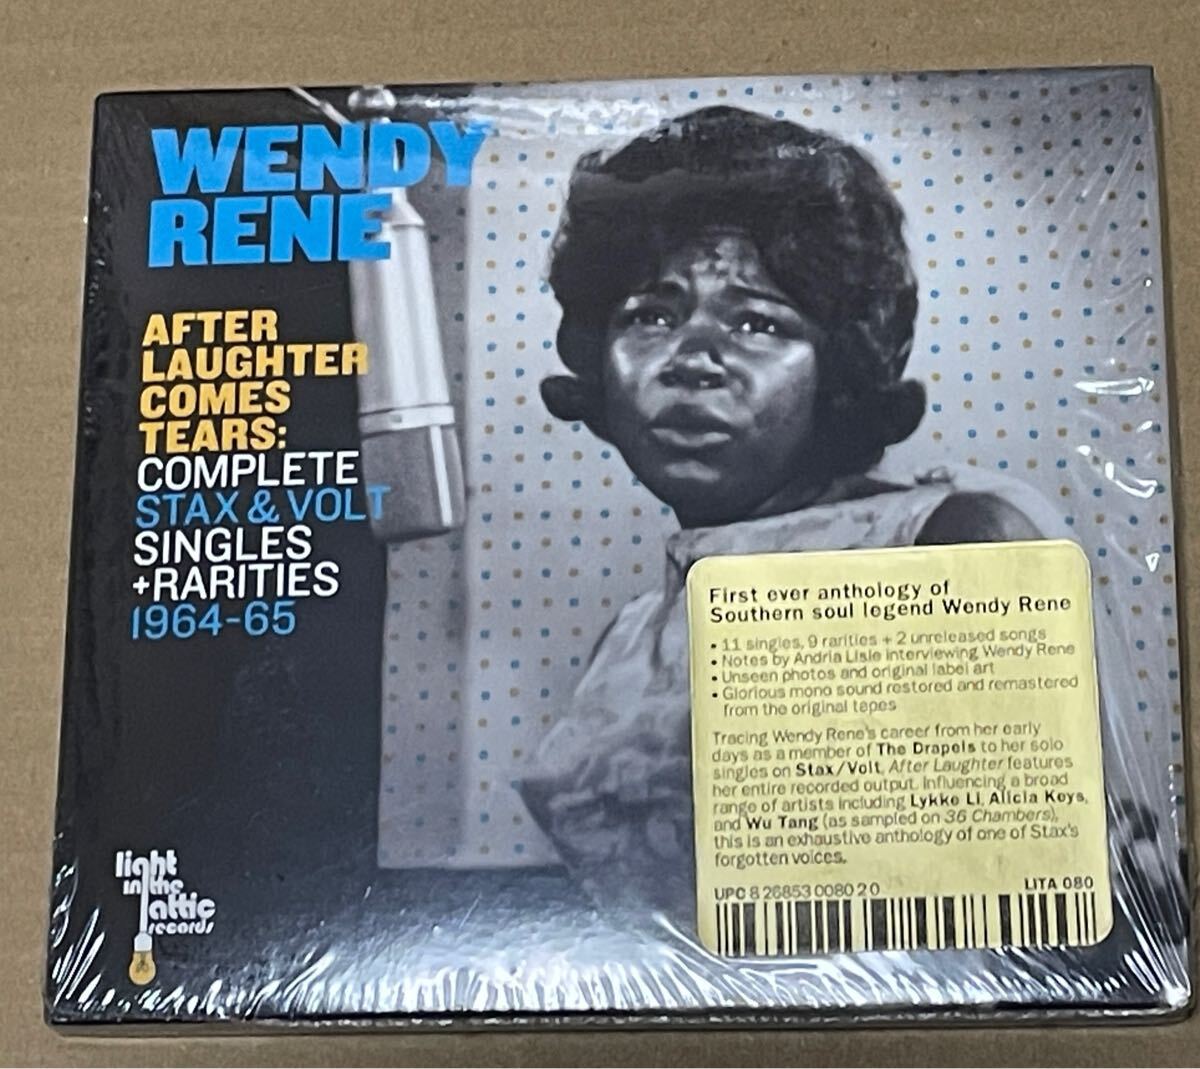 WENDY
RENE
AFTER
LAUGHTER
COMES
TEARS:
COMPLETE
STAX & VOLT
SINGLES
+RARITIES
1964-65
First ever anthology of
Southern soul legend Wendy Rene
• 11 singles, 9 rarities + 2 unreleased songs
• Notes by Andria Lisle interviewing Wendy Rene
• Unseen photos and original label art
• Glorious mono sound restored and remastered
from the original tapes
Tracing Wendy Rene's career from her early
days as a member of The Drapels to her solo
singles on Stax/Volt, After Laughter features
her entire recorded output. Influencing a broad
range of artists including Lykke Li, Alicia Keys,
and Wu Tang (as sampled on 36 Chambers),
this is an exhaustive anthology of one of Stax's
forgotten voices.
UPC 8 26853 0080 2 0
LITA 080
light
in the
attic
records